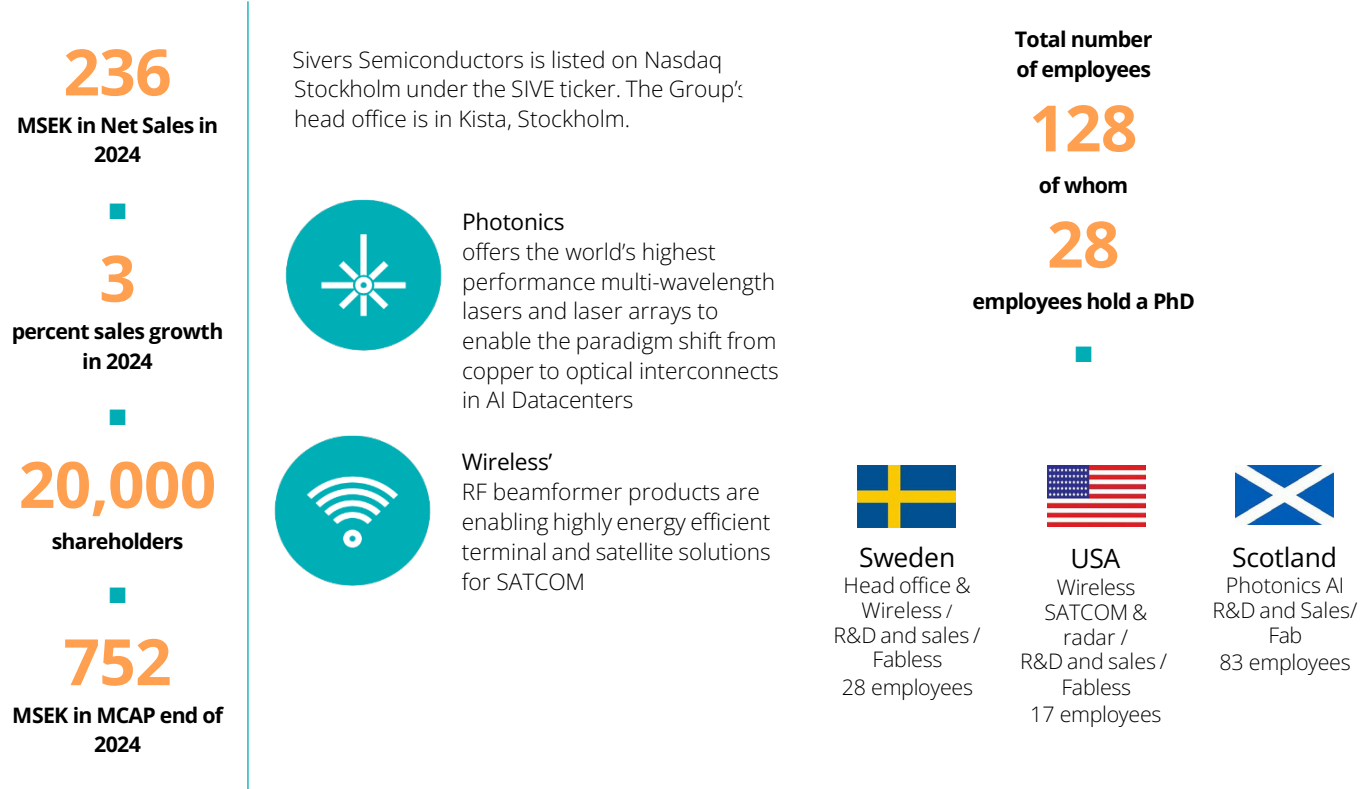 236
MSEK in Net Sales in
2024
3
percent sales growth
in 2024
20,000
shareholders
752
MSEK in MCAP end of
2024
Sivers Semiconductors is listed on Nasdaq
Stockholm under the SIVE ticker. The Group's
head office is in Kista, Stockholm.
Photonics
offers the world’s highest
performance multi-wavelength
lasers and laser arrays to
enable the paradigm shift from
copper to optical interconnects
in AI Datacenters
Wireless’
RF beamformer products are
enabling highly energy efficient
terminal and satellite solutions
for SATCOM
Total number
of employees
128
of whom
28
employees hold a PhD
Sweden
Head office &
Wireless /
R&D and sales /
Fabless
28 employees
USA
Wireless
SATCOM &
radar /
R&D and sales /
Fabless
17 employees
Scotland
Photonics AI
R&D and Sales/
Fab
83 employees